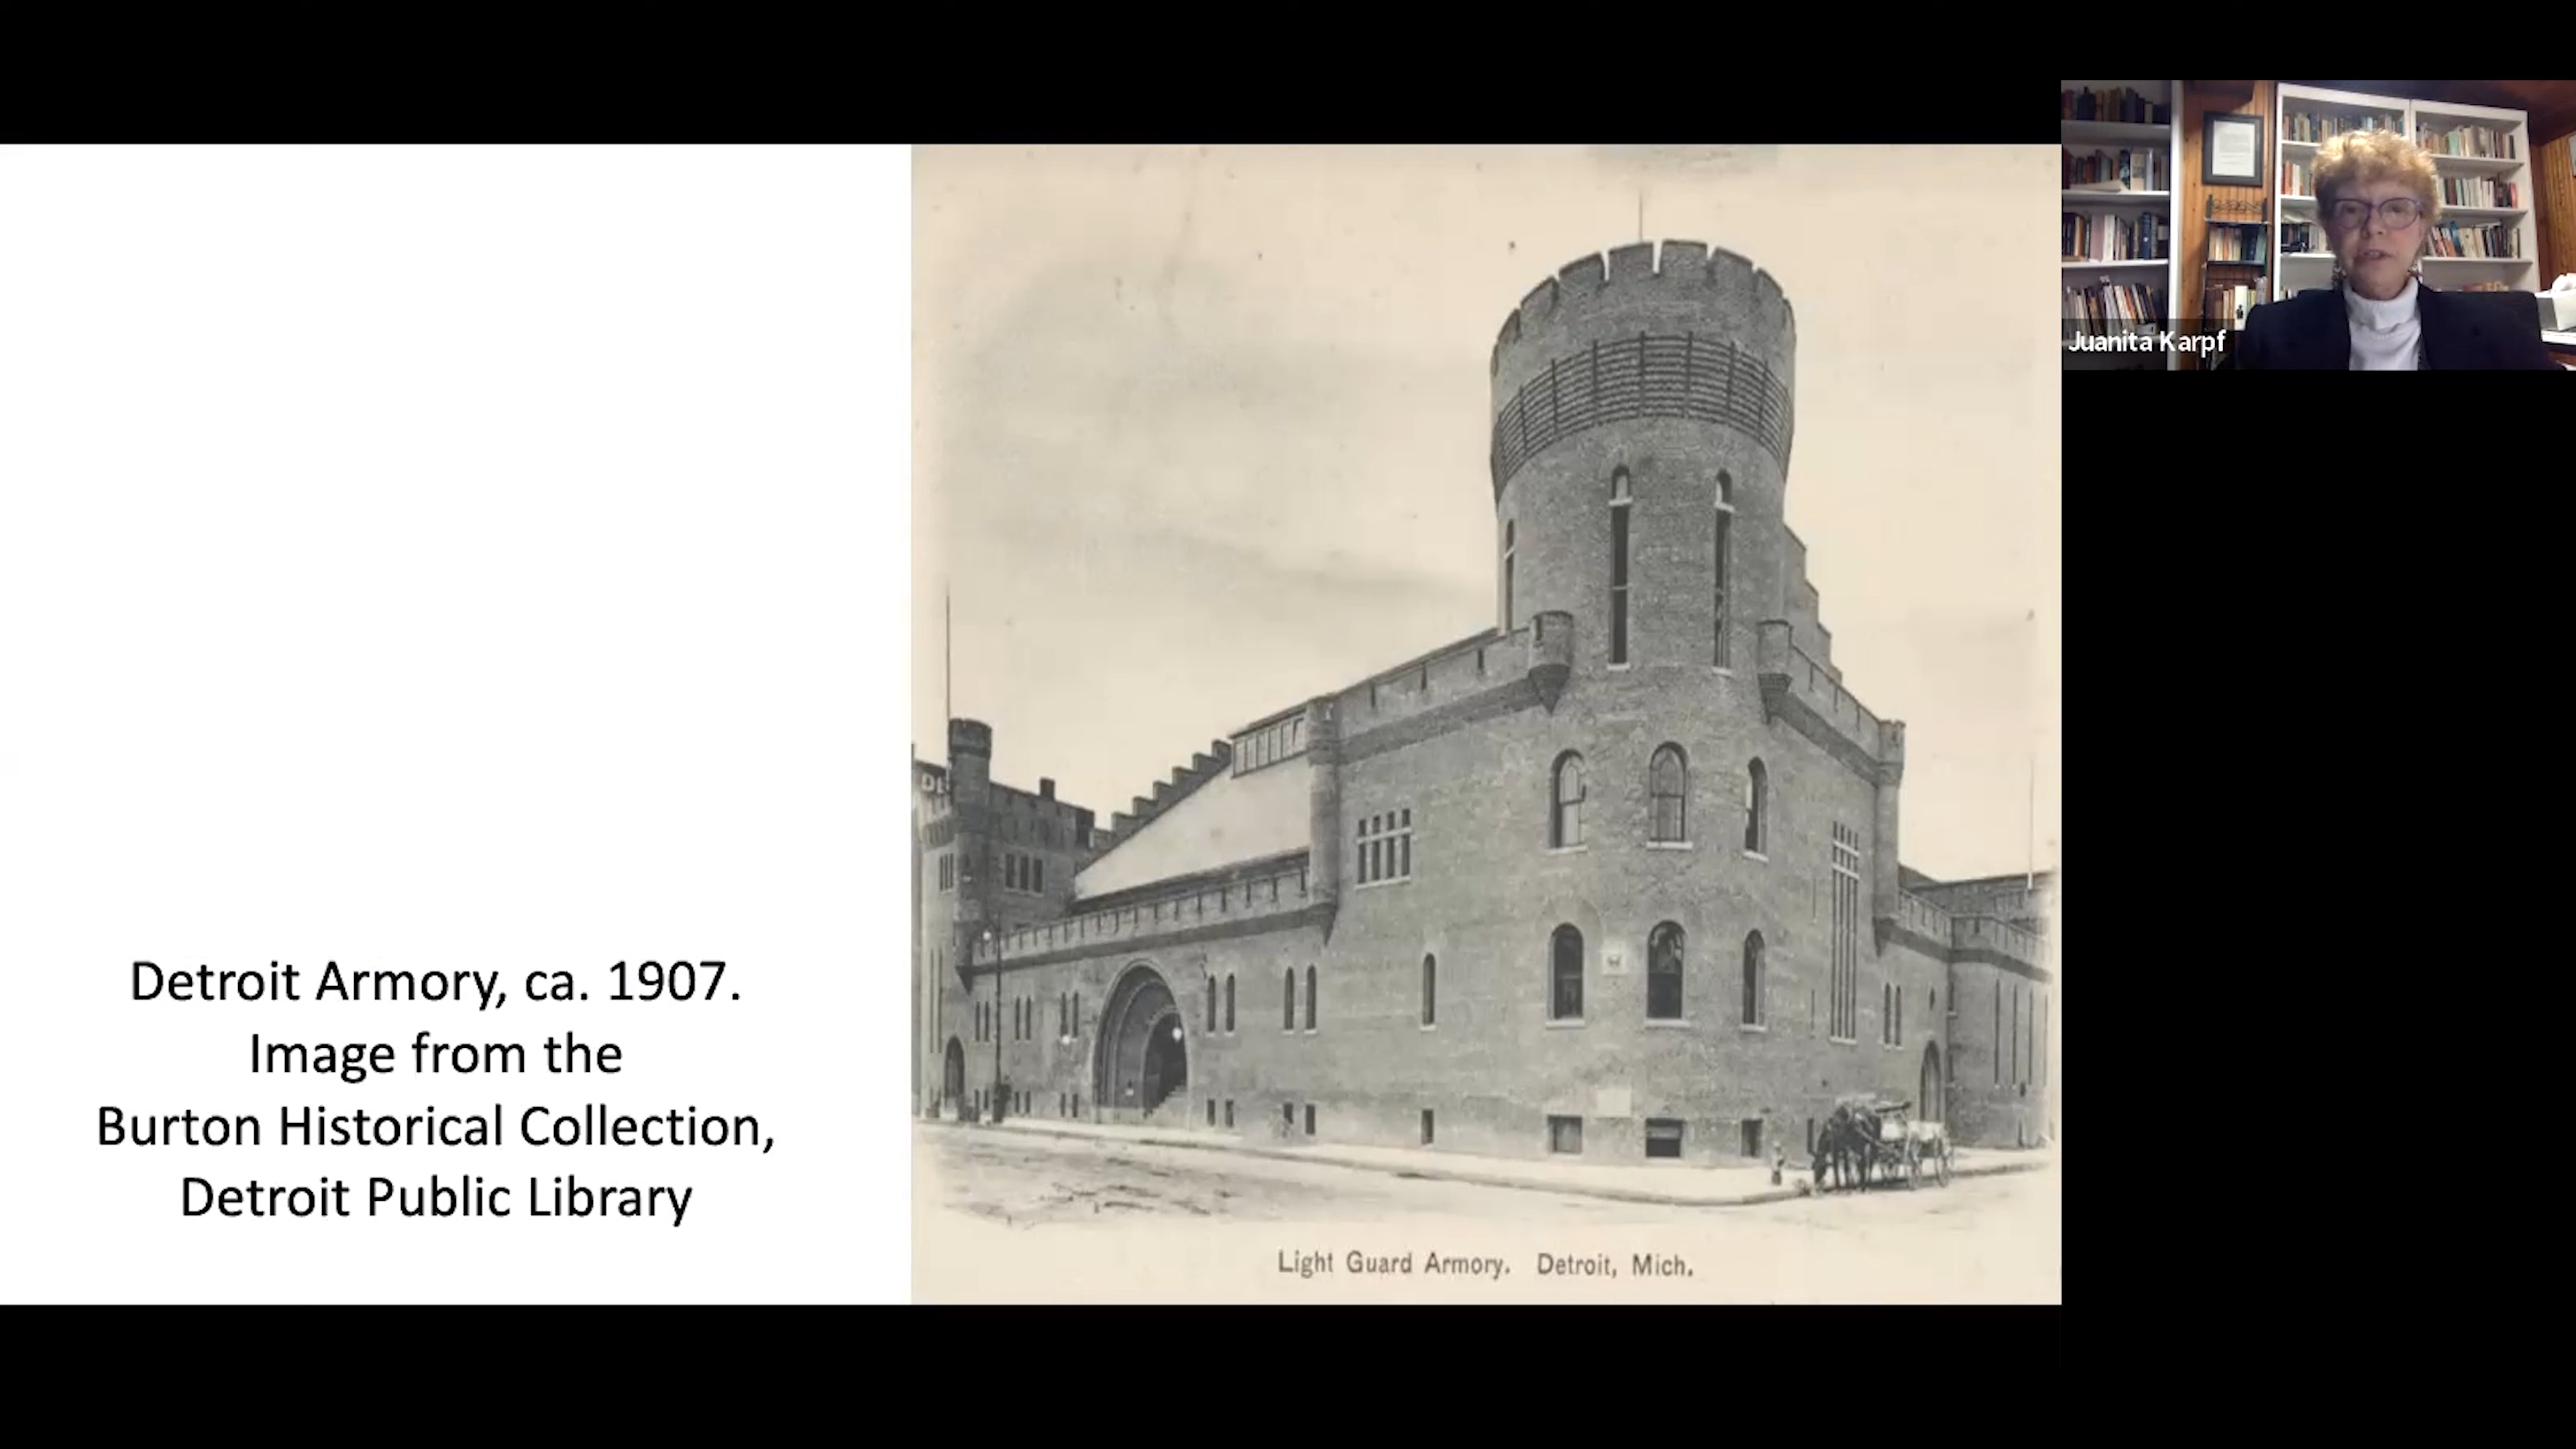 Detroit Armory, ca. 1907.
Image from the
Burton Historical Collection,
Detroit Public Library
Light Guard Armory. Detroit, Mich.
Juanita Karpf